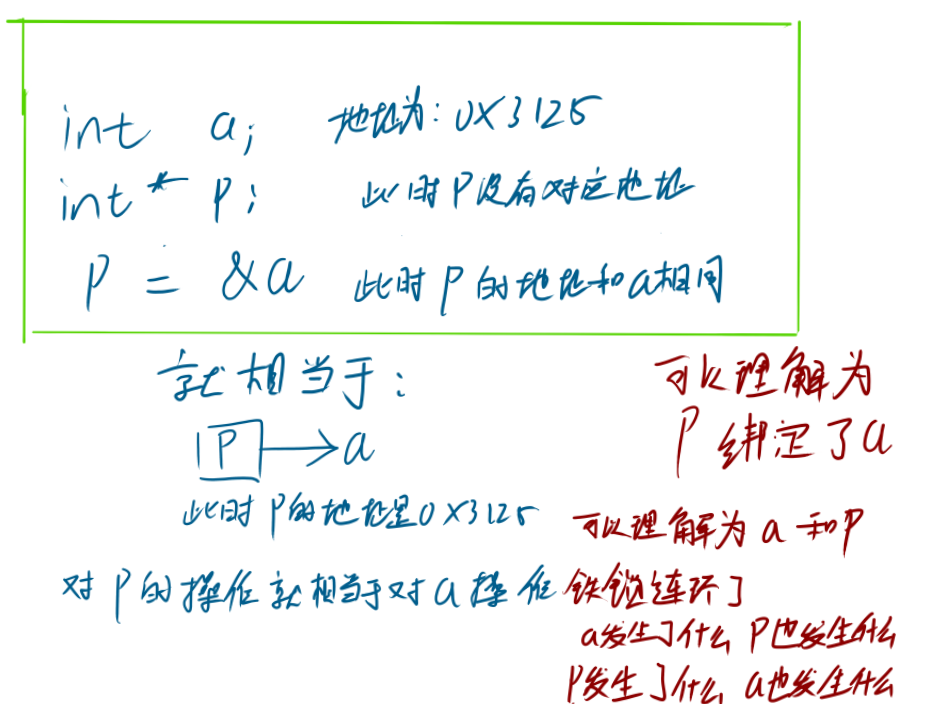 int a; 地址为：0X3125
int* P; 此时P没有对应地址
P = &a 此时P的地址和a相同
就相当于：
P→a
此时P的地址是0X3125
对P的操作就相当于对a操作
可以理解为
P绑定了a
可以理解为a和P
铁锁连环了
a发生了什么 P也发生什么
P发生了什么 a也发生什么